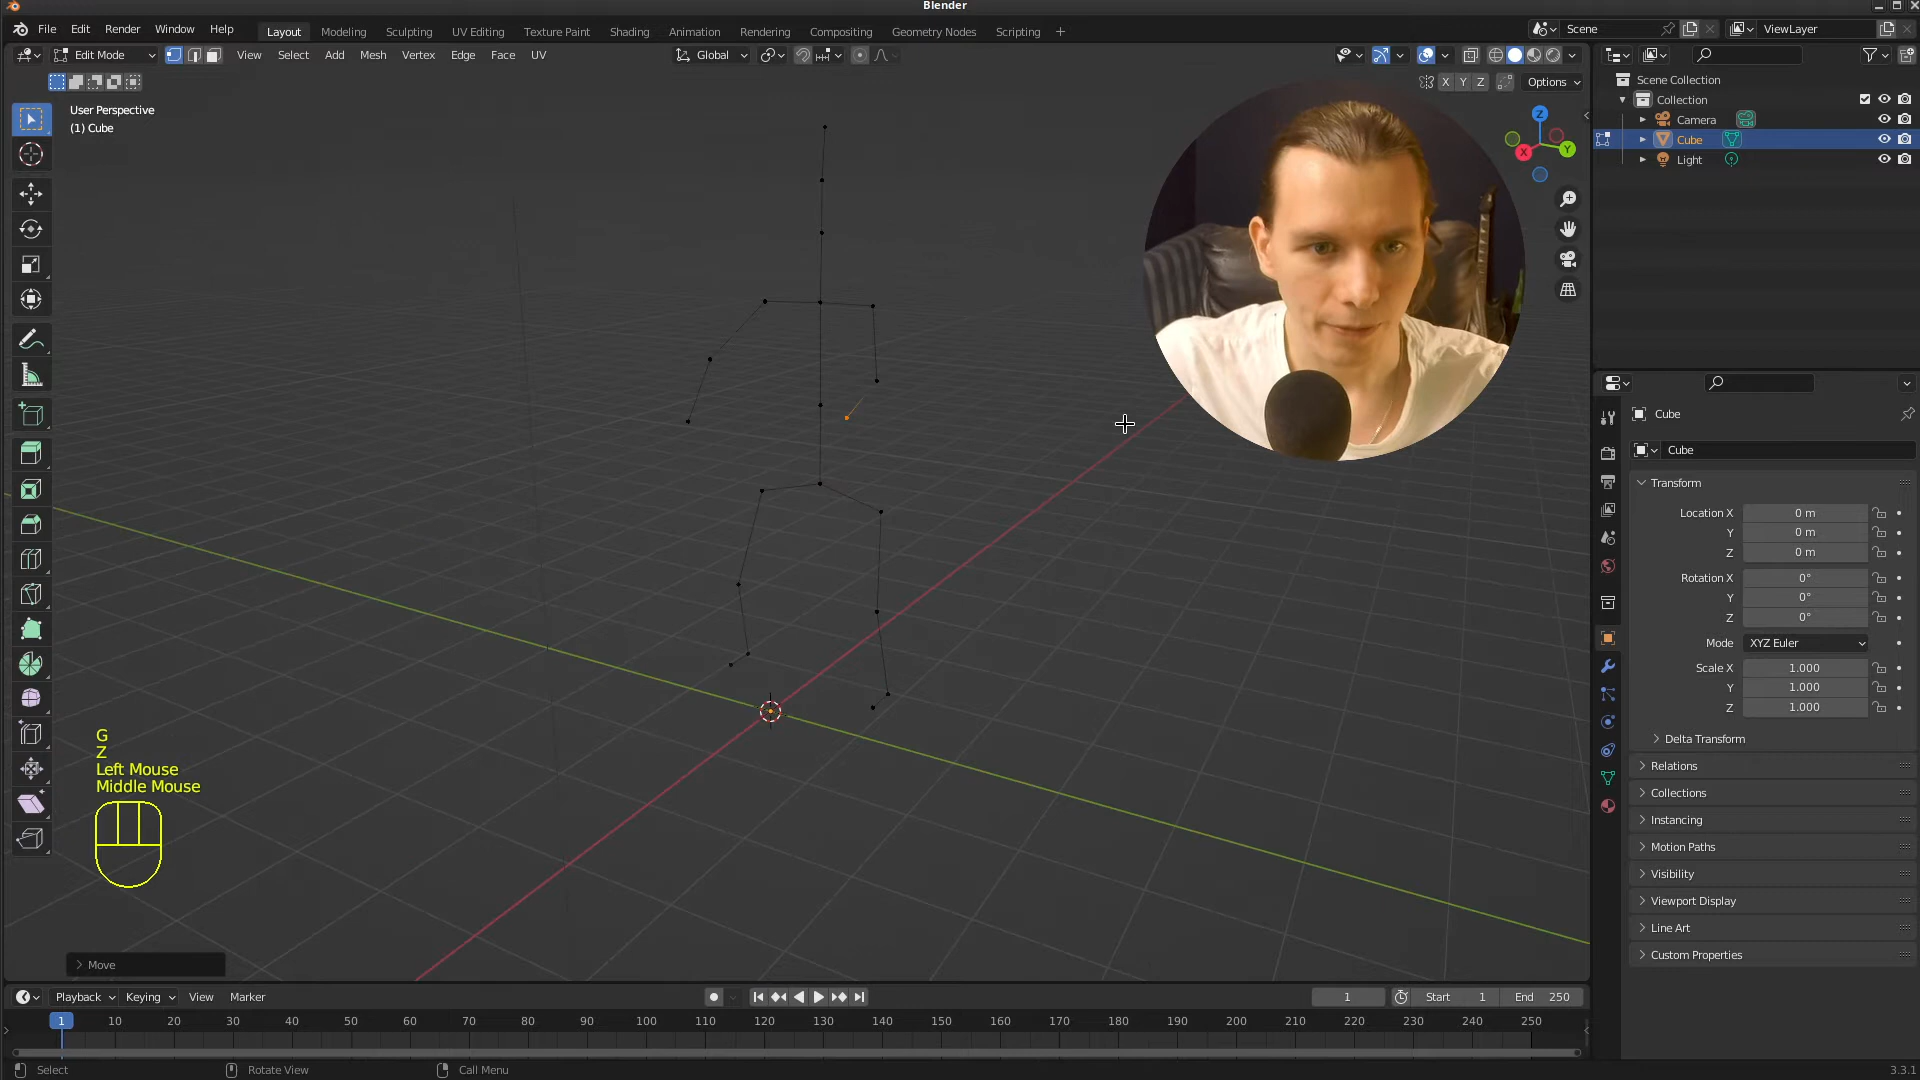 Blender
File Edit Render Window Help Layout Modeling Sculpting UV Editing Texture Paint Shading Animation Rendering Compositing Geometry Nodes Scripting + Scene ViewLayer
Edit Mode View Select Add Mesh Vertex Edge Face UV Global
X Y Z Options
User Perspective
(1) Cube
Z
X Y
Scene Collection
Collection
Camera
Cube
Light
Cube
Cube
Transform
Location X 0 m
Y 0 m
Z 0 m
Rotation X 0°
Y 0°
Z 0°
Mode XYZ Euler
Scale X 1.000
Y 1.000
Z 1.000
Delta Transform
Relations
Collections
Instancing
Motion Paths
Visibility
Viewport Display
Line Art
Custom Properties
G
Z
Left Mouse
Middle Mouse
Move
Playback Keying View Marker 1 Start 1 End 250
1 10 20 30 40 50 60 70 80 90 100 110 120 130 140 150 160 170 180 190 200 210 220 230 240 250
Select Rotate View Call Menu 3.3.1